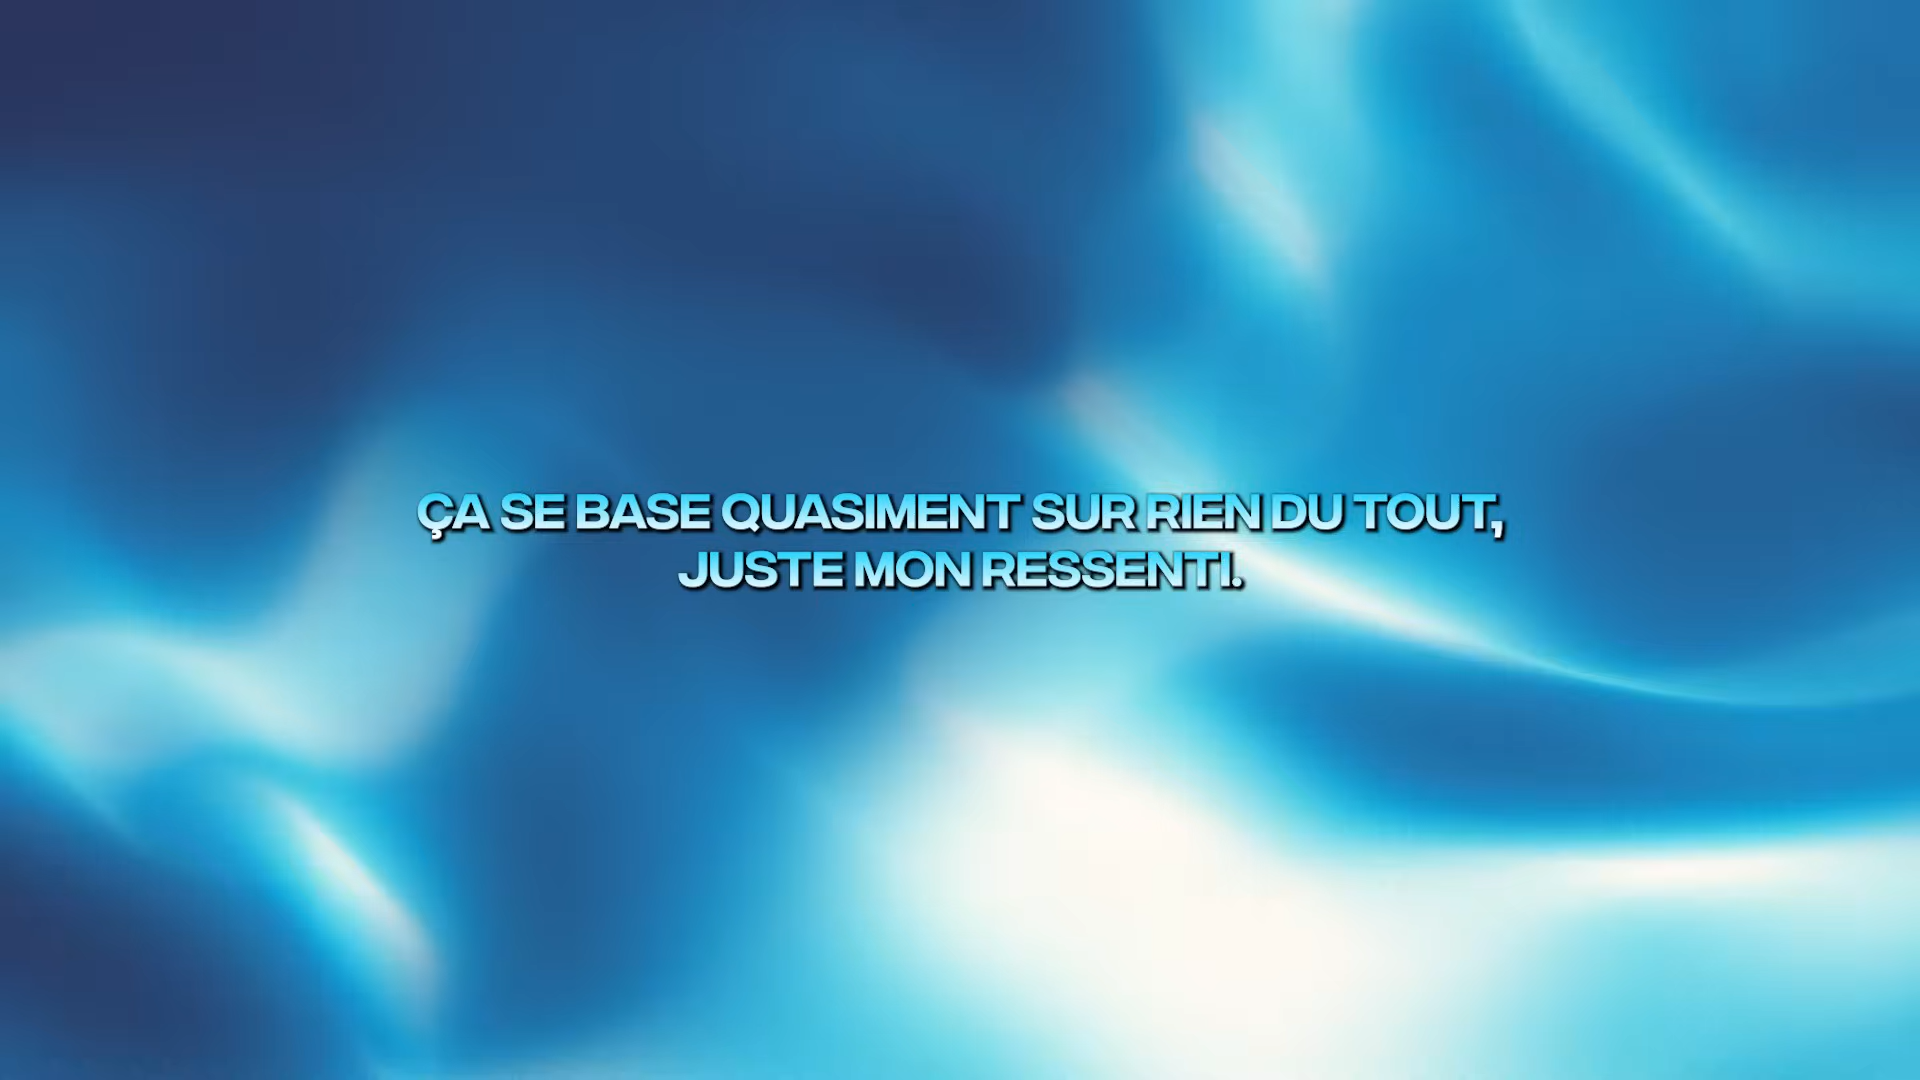 ÇA SE BASE QUASIMENT SUR RIEN DU TOUT,
JUSTE MON RESSENTI.